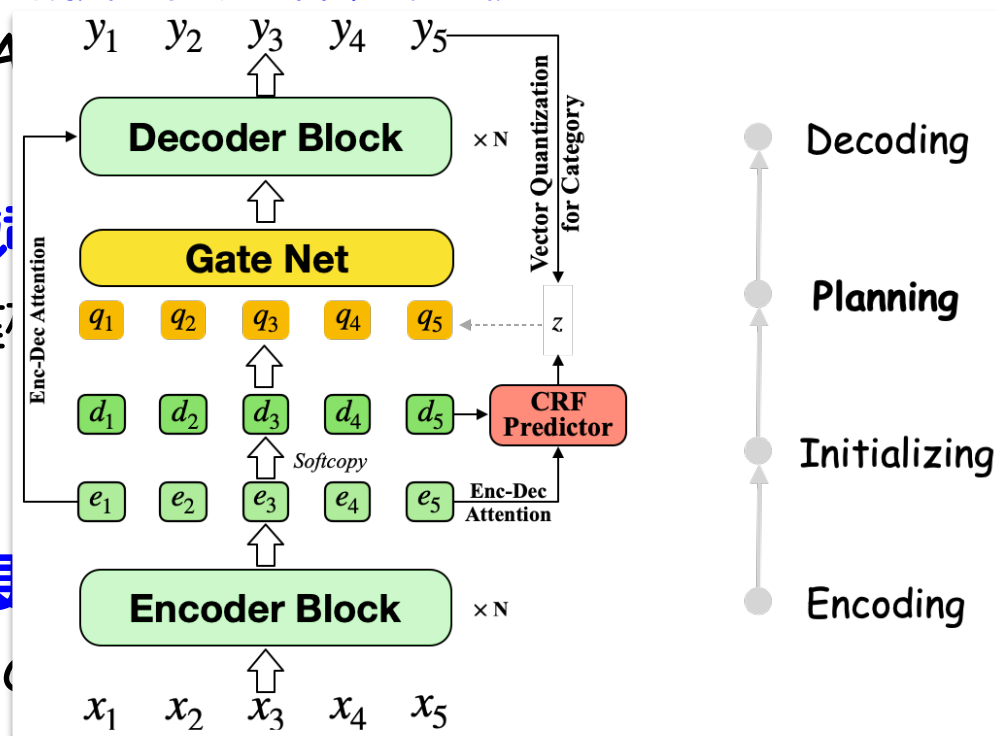 y1 y2 y3 y4 y5
Decoder Block × N
Vector Quantization
for Category
Decoding
Enc-Dec Attention
Gate Net
Planning
q1 q2 q3 q4 q5
z
d1 d2 d3 d4 d5
CRF
Predictor
Softcopy
Initializing
e1 e2 e3 e4 e5
Enc-Dec
Attention
Encoder Block × N
Encoding
x1 x2 x3 x4 x5